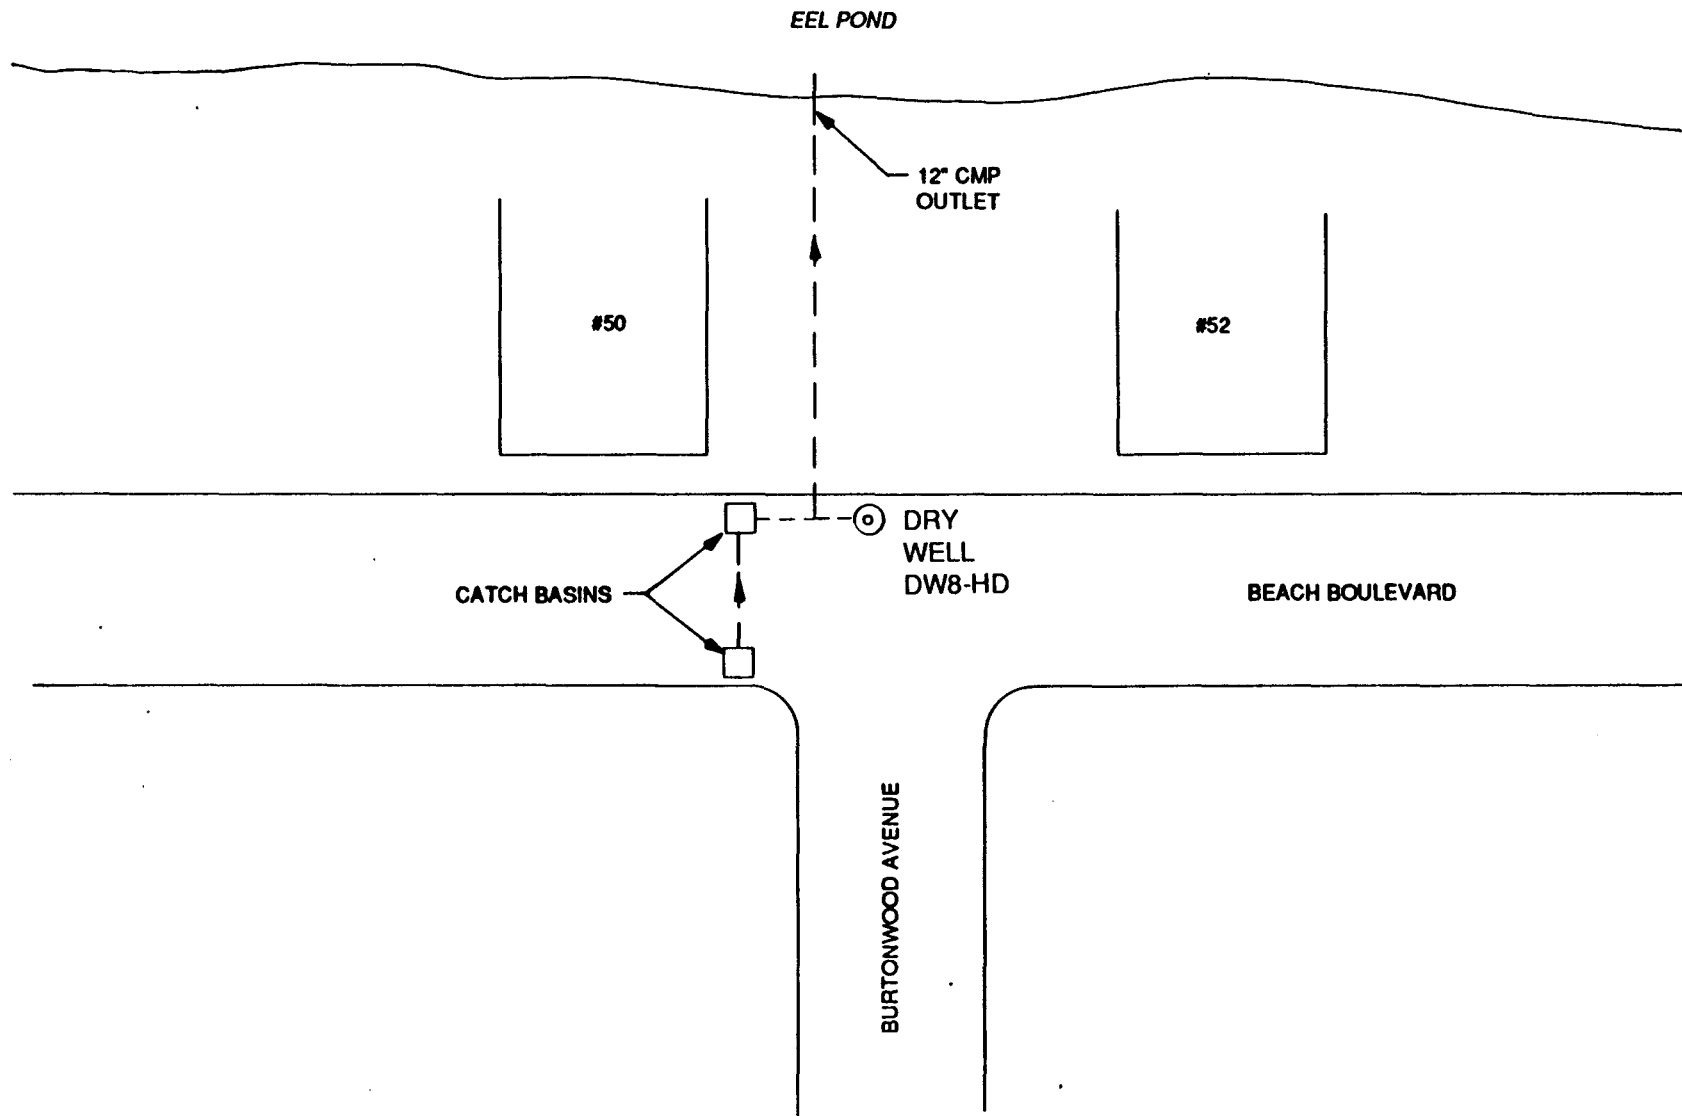 EEL POND
12" CMP
OUTLET
#50
#52
DRY
WELL
DW8-HD
CATCH BASINS
BEACH BOULEVARD
BURTONWOOD AVENUE